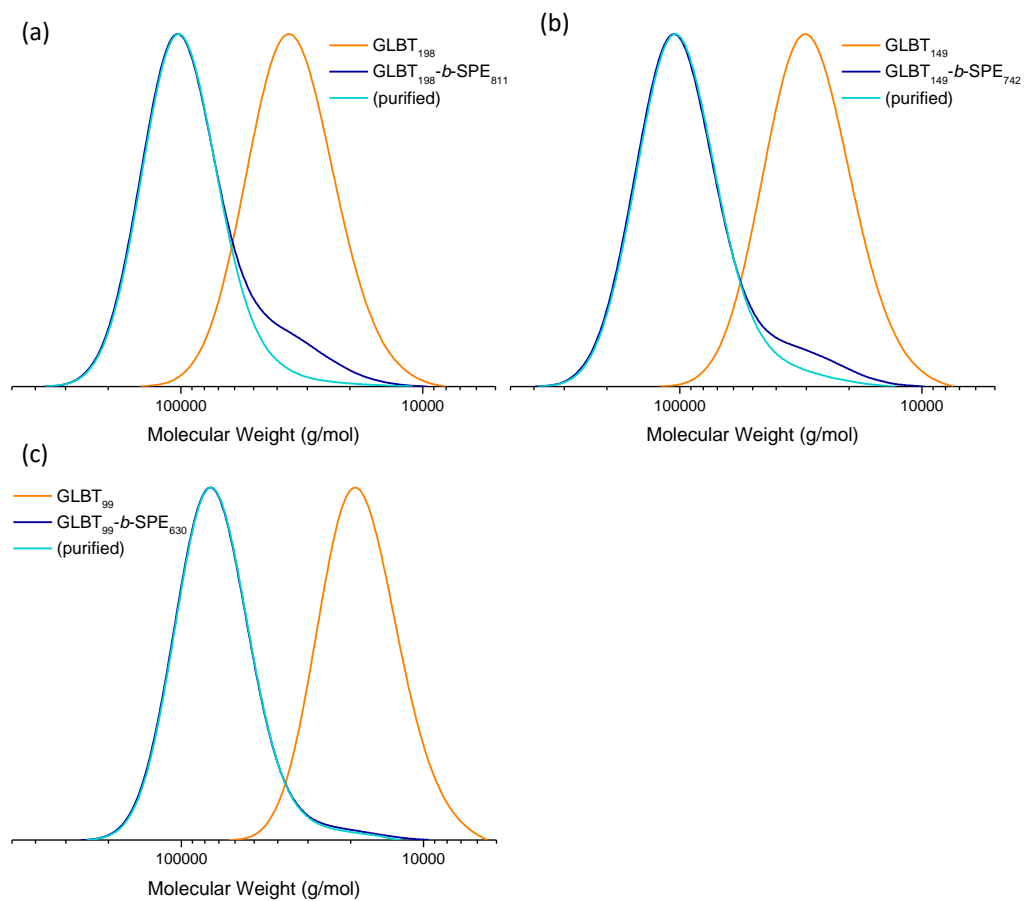 (a)
GLBT₁₉₈
GLBT₁₉₈-b-SPE₈₁₁
(purified)
100000 10000
Molecular Weight (g/mol)
(b)
GLBT₁₄₉
GLBT₁₄₉-b-SPE₇₄₂
(purified)
100000 10000
Molecular Weight (g/mol)
(c)
GLBT₉₉
GLBT₉₉-b-SPE₆₃₀
(purified)
100000 10000
Molecular Weight (g/mol)